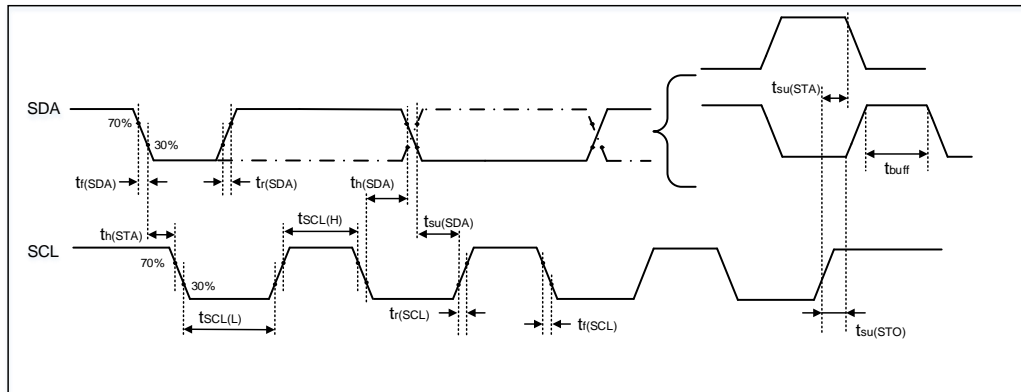 tsu(STA)
SDA
70%
30%
tbuff
tf(SDA)
tr(SDA)
th(SDA)
th(STA)
tSCL(H)
tsu(SDA)
SCL
70%
30%
tSCL(L)
tr(SCL)
tf(SCL)
tsu(STO)